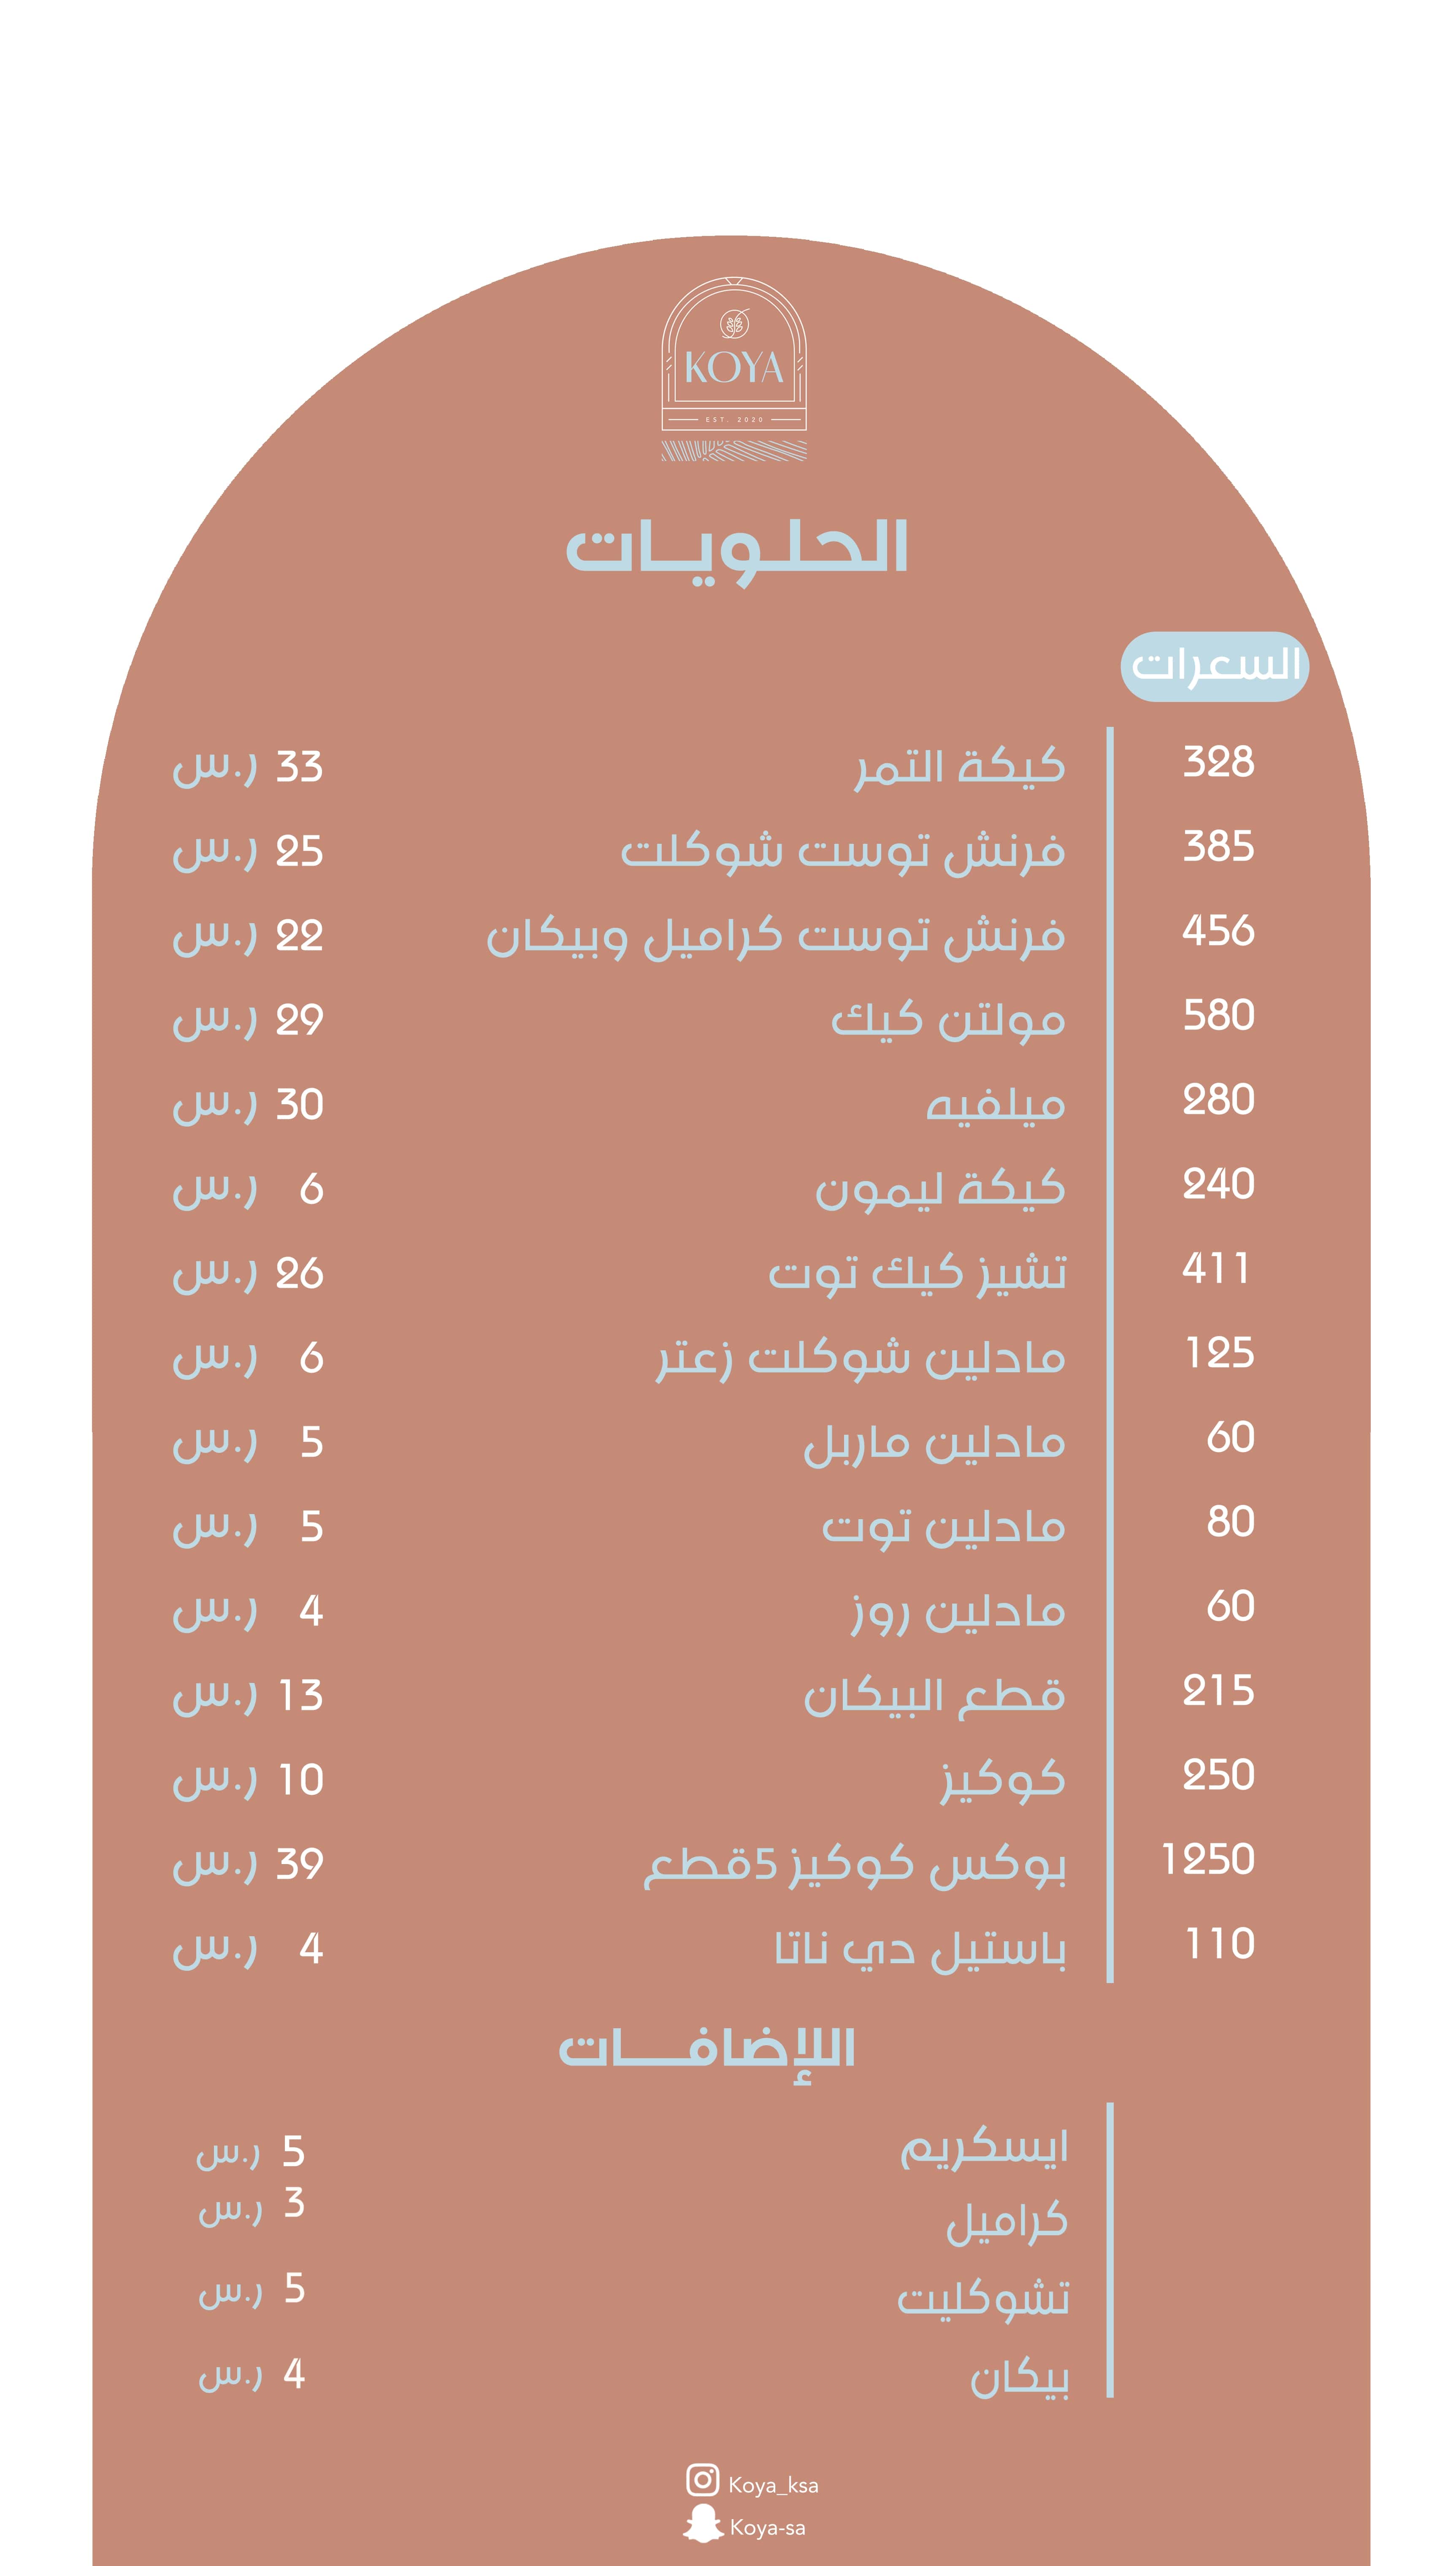 KOYA
EST. 2020
الحلويات
السعرات
328 كيكة التمر 33 ر.س
385 فرنش توست شوكلت 25 ر.س
456 فرنش توست كراميل وبيكان 22 ر.س
580 مولتن كيك 29 ر.س
280 ميلفيه 30 ر.س
240 كيكة ليمون 6 ر.س
411 تشيز كيك توت 26 ر.س
125 مادلين شوكلت زعتر 6 ر.س
60 مادلين ماربل 5 ر.س
80 مادلين توت 5 ر.س
60 مادلين روز 4 ر.س
215 قطع البيكان 13 ر.س
250 كوكيز 10 ر.س
1250 بوكس كوكيز 5قطع 39 ر.س
110 باستيل دي ناتا 4 ر.س
الإضافات
ايسكريم 5 ر.س
كراميل 3 ر.س
تشوكليت 5 ر.س
بيكان 4 ر.س
Koya_ksa
Koya-sa